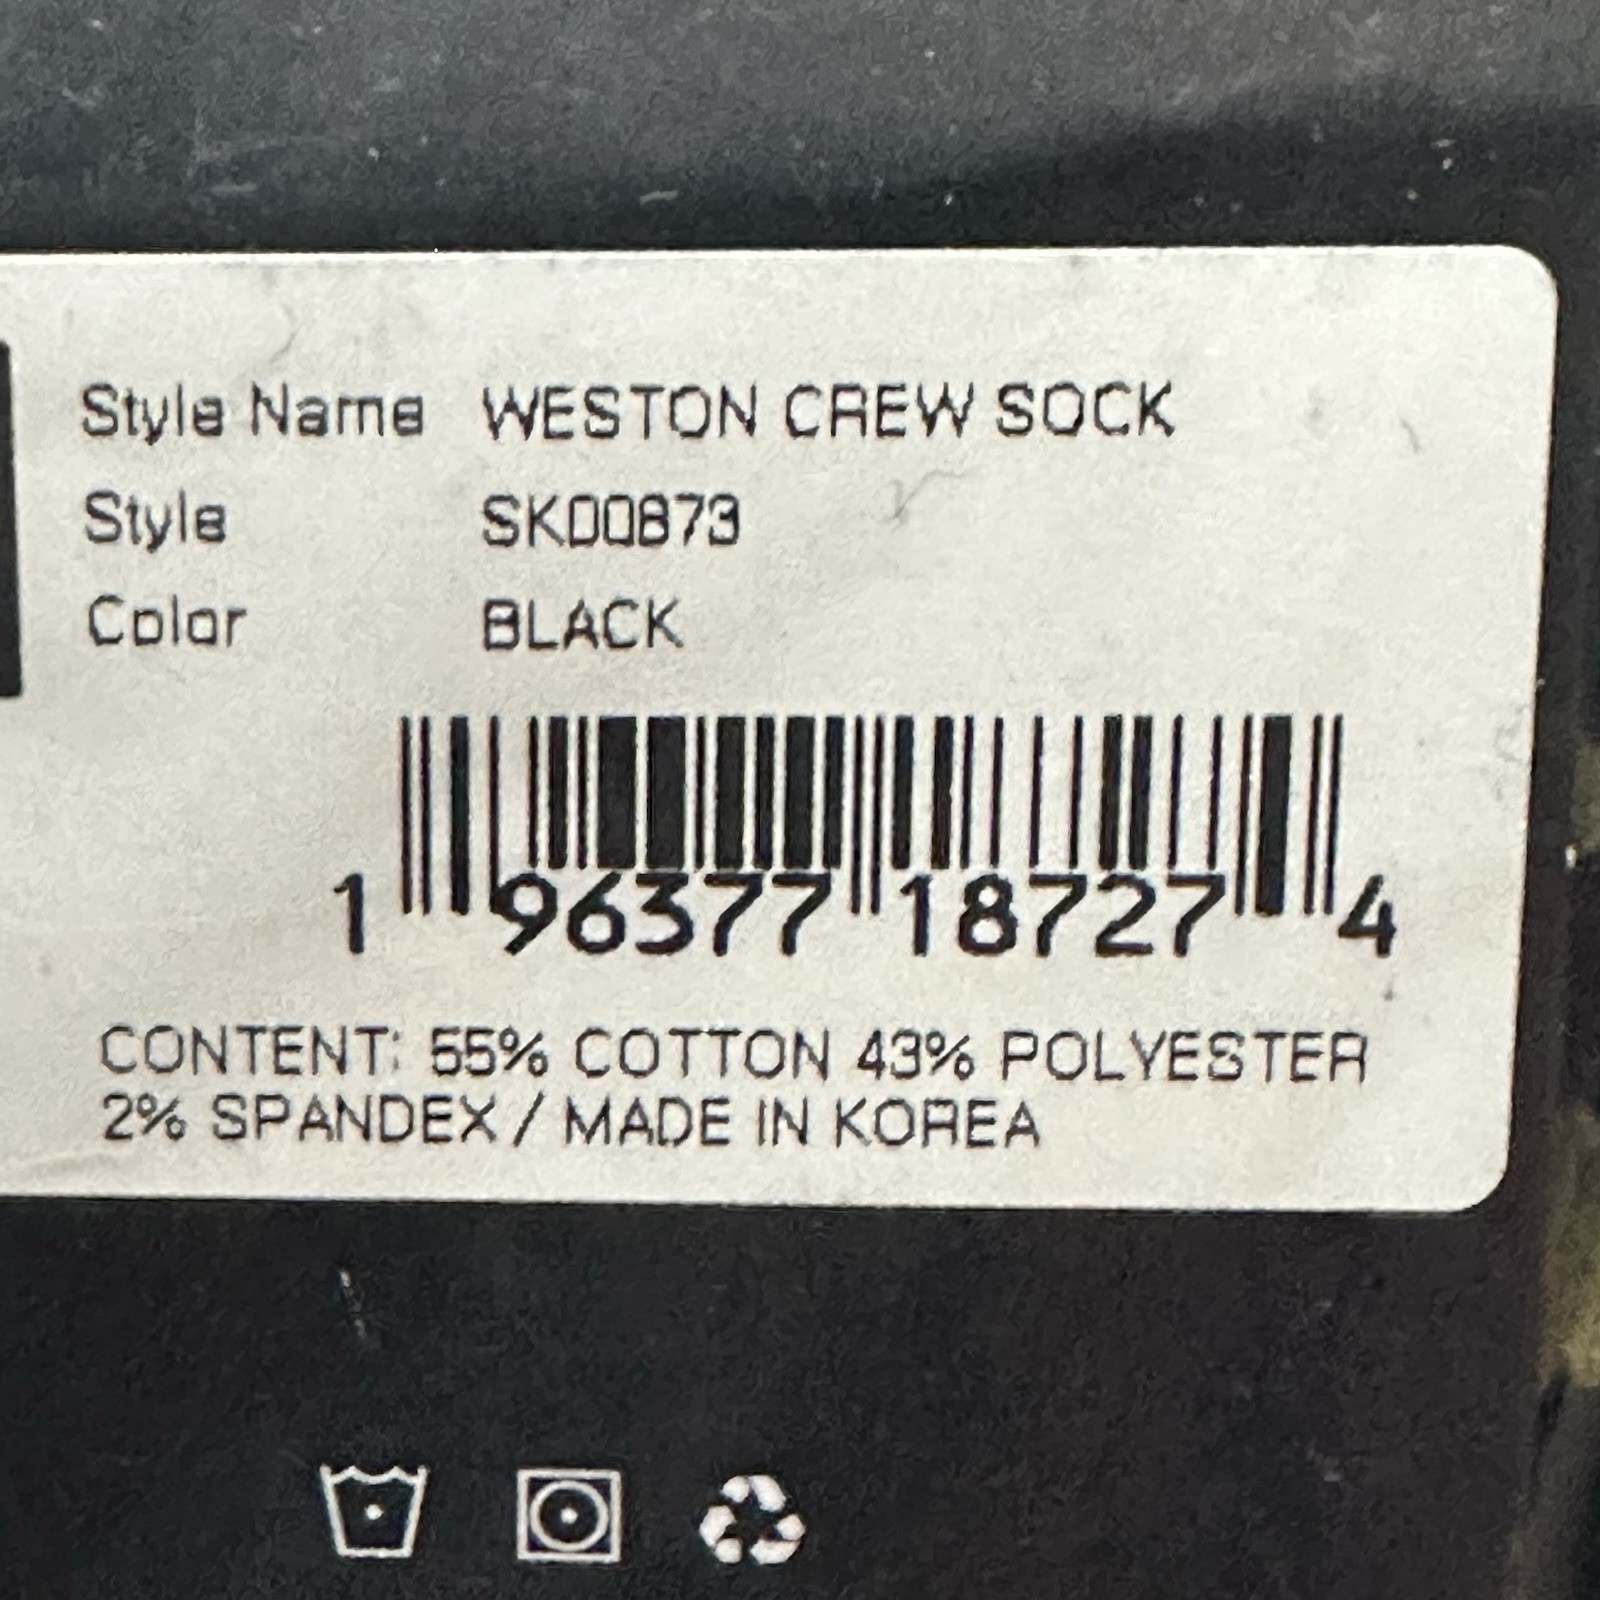 Style Name WESTON CREW SOCK
Style SK00873
Color BLACK
1 96377 18727 4
CONTENT: 55% COTTON 43% POLYESTER
2% SPANDEX / MADE IN KOREA